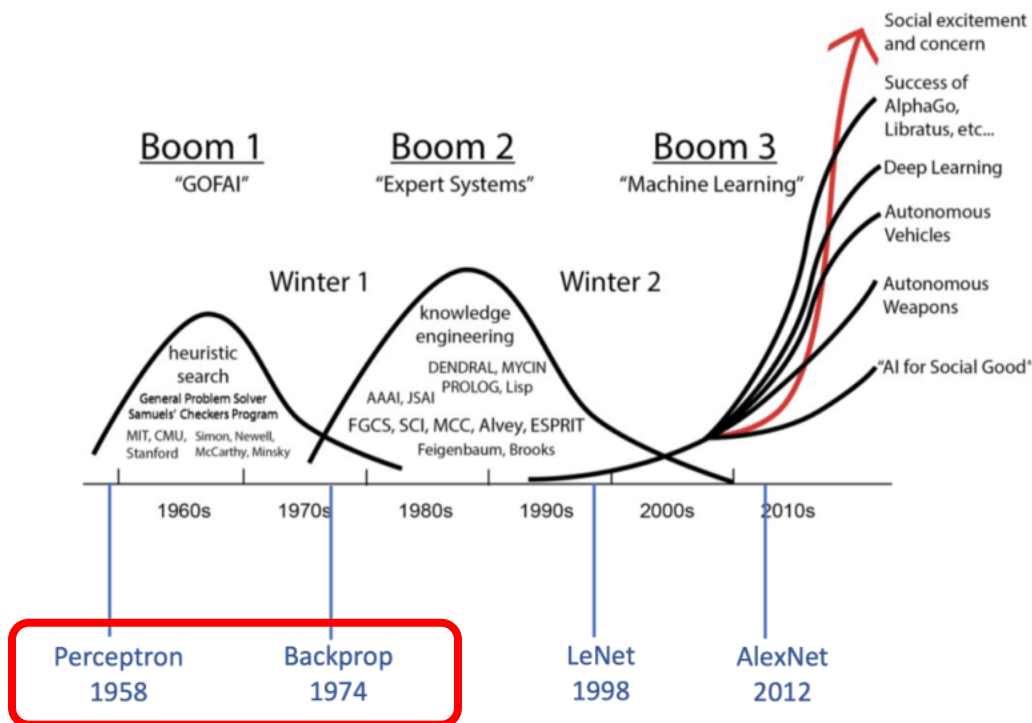 Social excitement
and concern
Success of
AlphaGo,
Libratus, etc...
Boom 1
"GOFAI"
Boom 2
"Expert Systems"
Boom 3
"Machine Learning"
Deep Learning
Autonomous
Vehicles
Winter 1
Winter 2
Autonomous
Weapons
heuristic
search
General Problem Solver
Samuels' Checkers Program
MIT, CMU,
Stanford
Simon, Newell,
McCarthy, Minsky
knowledge
engineering
DENDRAL, MYCIN
PROLOG, Lisp
AAAI, JSAI
FGCS, SCI, MCC, Alvey, ESPRIT
Feigenbaum, Brooks
"AI for Social Good"
1960s
1970s
1980s
1990s
2000s
2010s
Perceptron
1958
Backprop
1974
LeNet
1998
AlexNet
2012